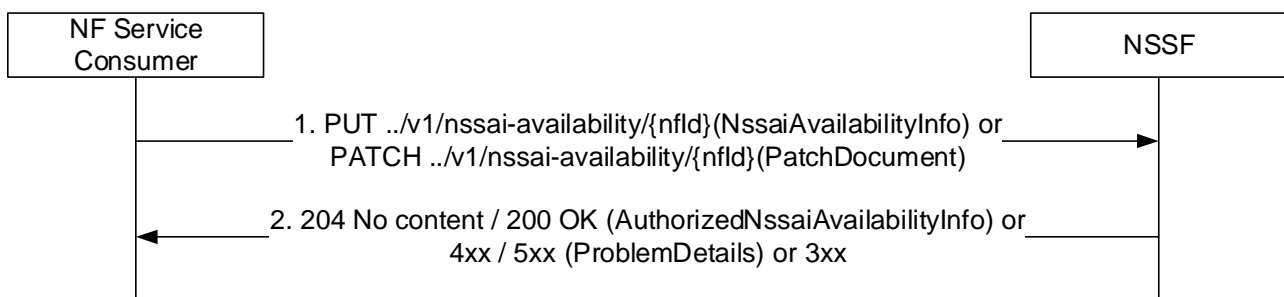 NF Service
Consumer
NSSF
1. PUT ../v1/nssai-availability/{nfId}(NssaiAvailabilityInfo) or
PATCH ../v1/nssai-availability/{nfId}(PatchDocument)
2. 204 No content / 200 OK (AuthorizedNssaiAvailabilityInfo) or
4xx / 5xx (ProblemDetails) or 3xx